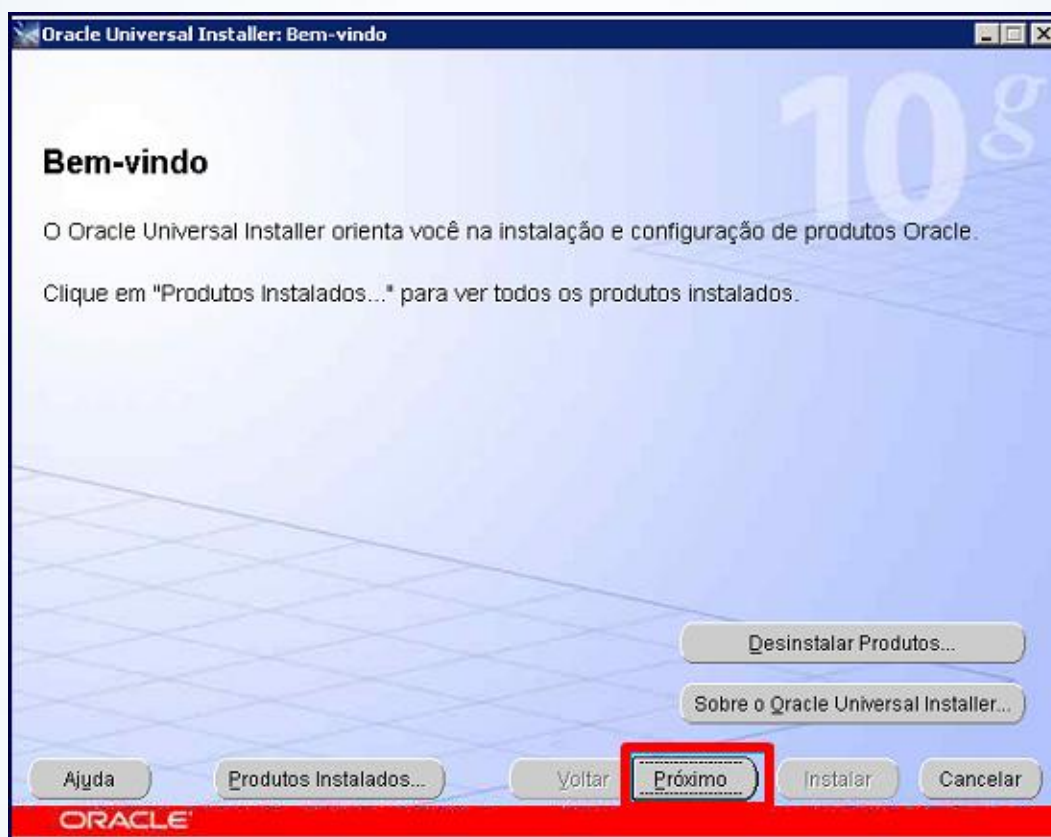 Oracle Universal Installer: Bem-vindo
10g
Bem-vindo
O Oracle Universal Installer orienta você na instalação e configuração de produtos Oracle.
Clique em "Produtos Instalados..." para ver todos os produtos instalados.
Desinstalar Produtos...
Sobre o Oracle Universal Installer...
Ajuda Produtos Instalados... Voltar Próximo Instalar Cancelar
ORACLE